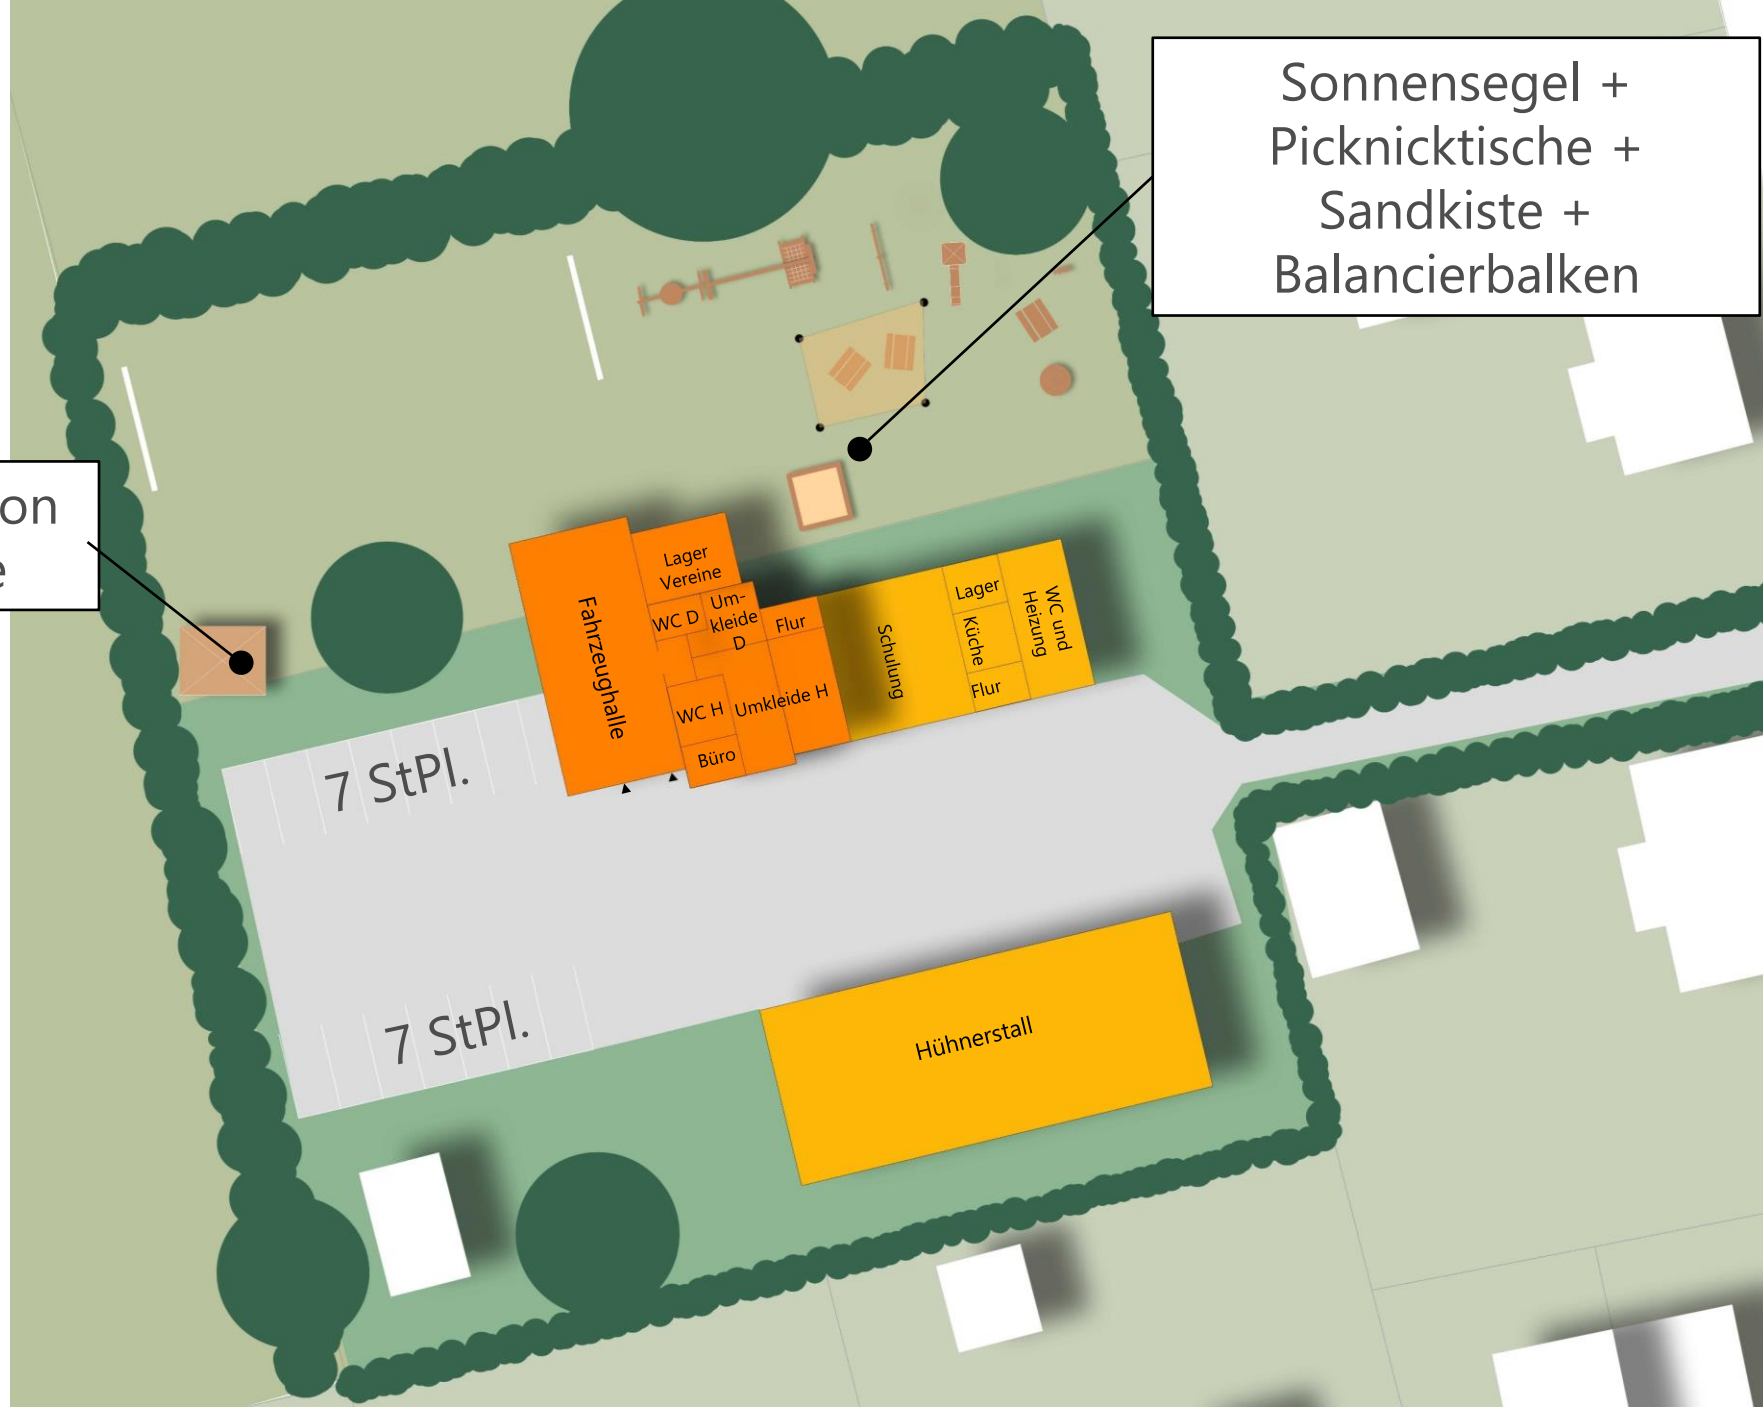 Sonnensegel +
Picknicktische +
Sandkiste +
Balancierbalken
on
e
Lager
Vereine
WC D
Um-
kleide
D
Flur
Fahrzeughalle
WC H
Umkleide H
Büro
Schulung
Lager
Küche
Flur
WC und
Heizung
7 StPl.
7 StPl.
Hühnerstall